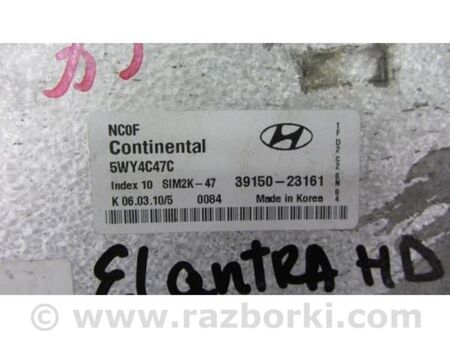 NC0F
Continental
5WY4C47C
Index 10 SIM2K-47 39150-23161
K 06.03.10/5 0084 Made in Korea
Elantra HD
© www.razborki.com